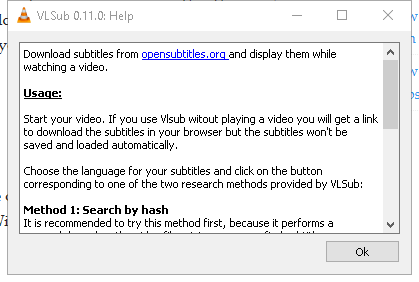 VLSub 0.11.0: Help
Download subtitles from opensubtitles.org and display them while
watching a video.
Usage:
Start your video. If you use Vlsub witout playing a video you will get a link
to download the subtitles in your browser but the subtitles won't be
saved and loaded automatically.
Choose the language for your subtitles and click on the button
corresponding to one of the two research methods provided by VLSub:
Method 1: Search by hash
It is recommended to try this method first, because it performs a
Ok